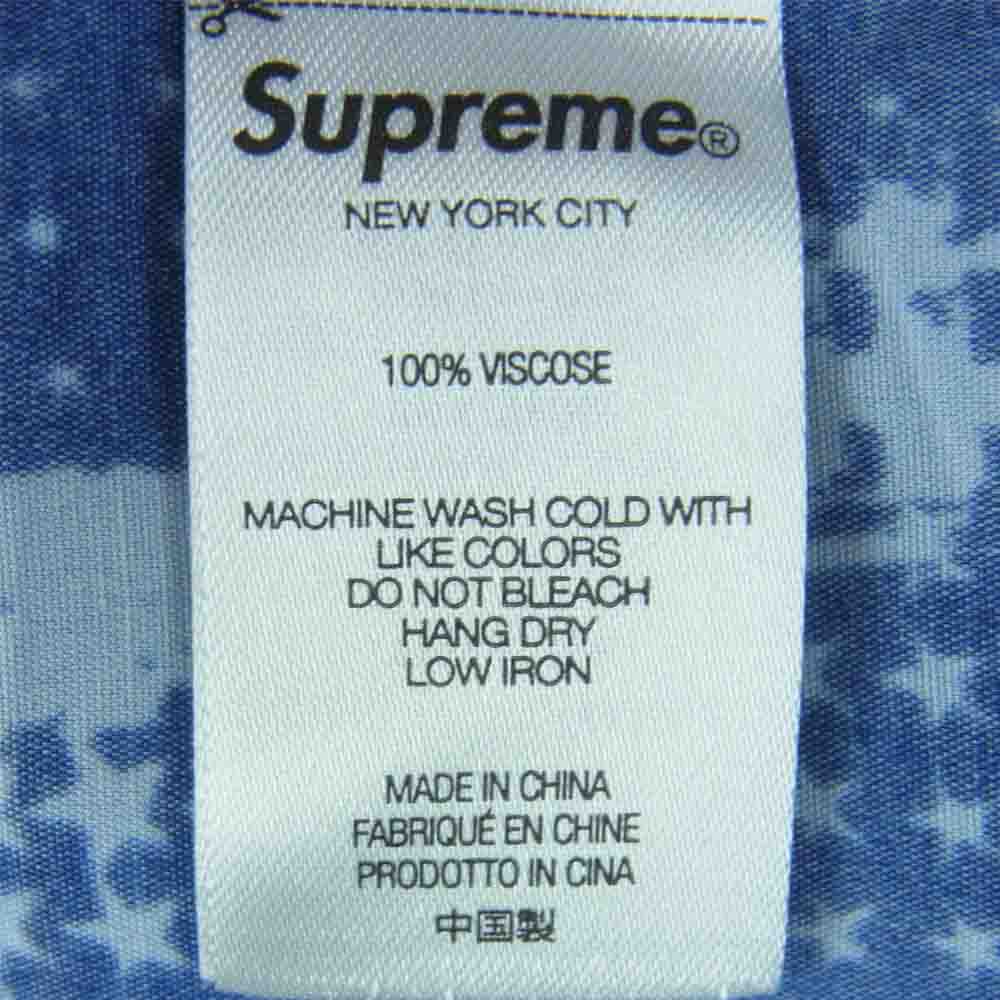 Supreme®
NEW YORK CITY
100% VISCOSE
MACHINE WASH COLD WITH
LIKE COLORS
DO NOT BLEACH
HANG DRY
LOW IRON
MADE IN CHINA
FABRIQUÉ EN CHINE
PRODOTTO IN CINA
中国製